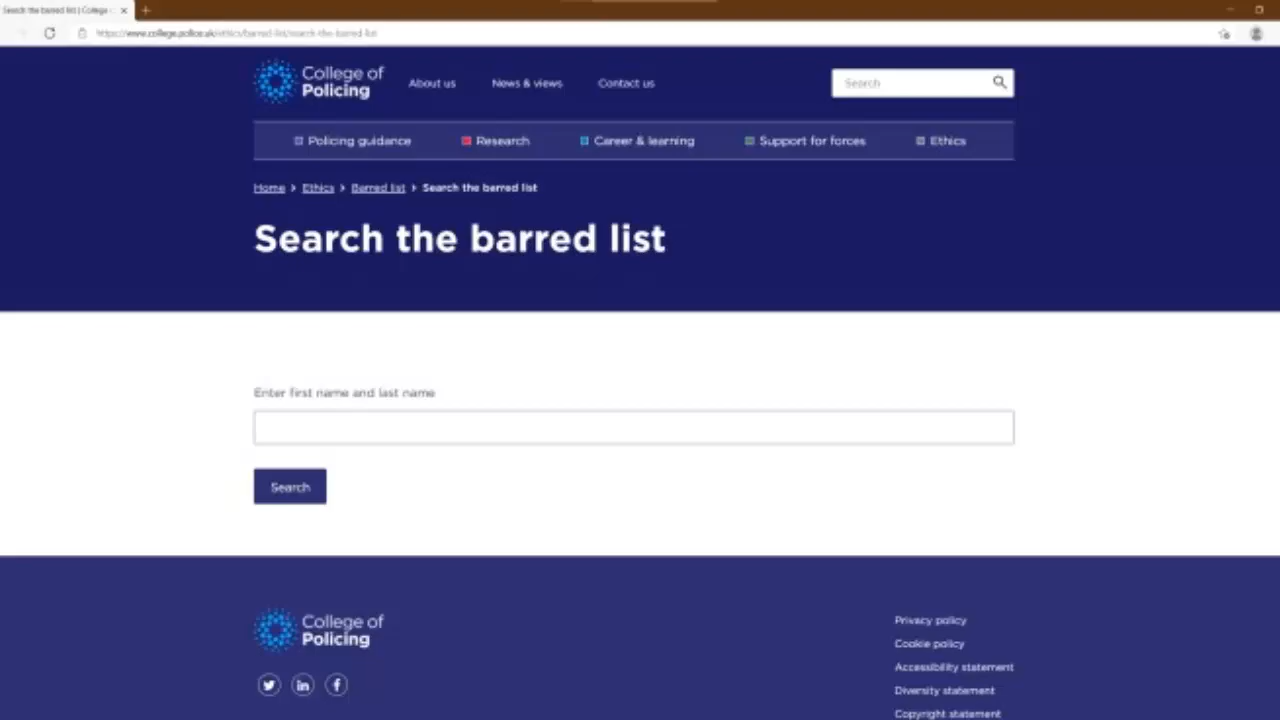 Search the barred list | College
https://www.college.police.uk/ethics/barred-list/search-the-barred-list
College of
Policing
About us
News & views
Contact us
Search
Policing guidance
Research
Career & learning
Support for forces
Ethics
Home > Ethics > Barred list > Search the barred list
Search the barred list
Enter first name and last name
Search
College of
Policing
Privacy policy
Cookie policy
Accessibility statement
Diversity statement
Copyright statement